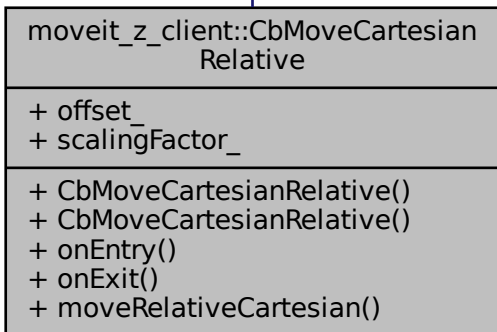 moveit_z_client::CbMoveCartesian
Relative
+ offset_
+ scalingFactor_
+ CbMoveCartesianRelative()
+ CbMoveCartesianRelative()
+ onEntry()
+ onExit()
+ moveRelativeCartesian()